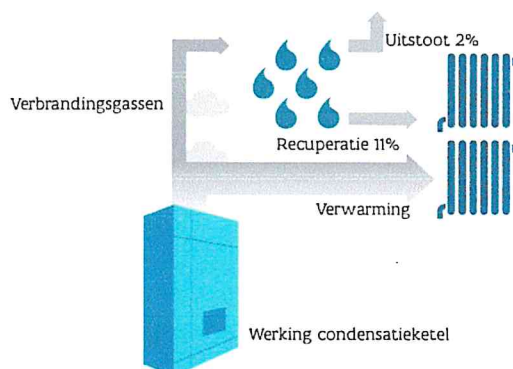 Uitstoot 2%
Verbrandingsgassen
Recuperatie 11%
Verwarming
Werking condensatieketel